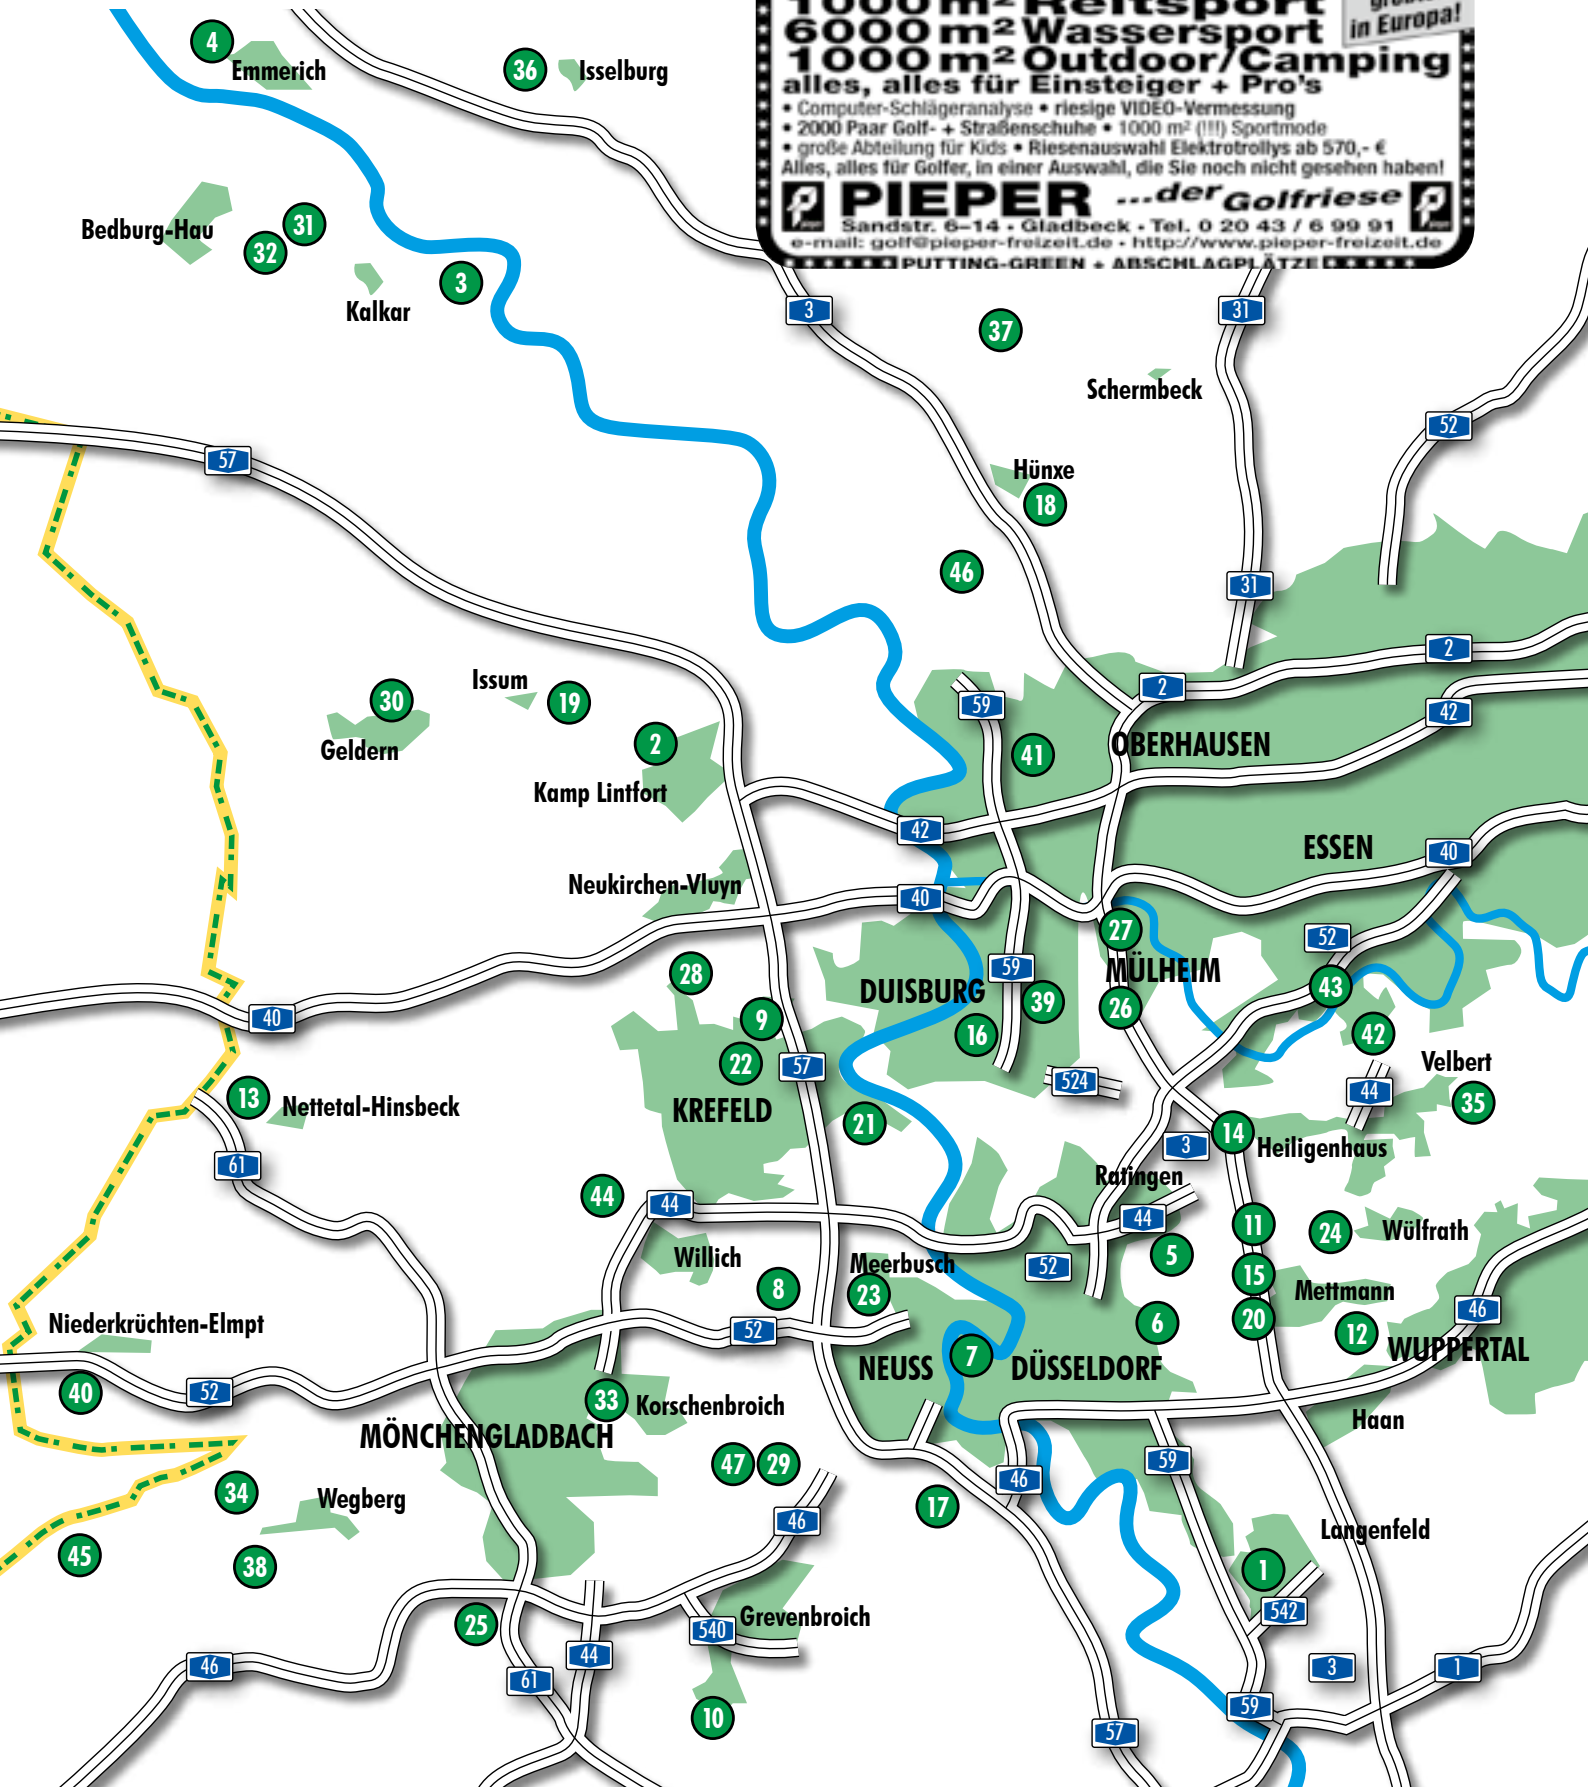 1000 m² Reitsport
in Europa!
6000 m² Wassersport
1000 m² Outdoor/Camping
alles, alles für Einsteiger + Pro's
• Computer-Schlägeranalyse • riesige VIDEO-Vermessung
• 2000 Paar Golf- + Straßenschuhe • 1000 m² (!!!) Sportmode
• große Abteilung für Kids • Riesenauswahl Elektrotrollys ab 570,- €
Alles, alles für Golfer, in einer Auswahl, die Sie noch nicht gesehen haben!
PIEPER ...der Golfriese
Sandstr. 6–14 · Gladbeck · Tel. 0 20 43 / 6 99 91
e-mail: golf@pieper-freizeit.de · http://www.pieper-freizeit.de
PUTTING-GREEN + ABSCHLAGPLÄTZE
4
Emmerich
36
Isselburg
Bedburg-Hau
31
32
3
Kalkar
3
31
37
Schermbeck
52
57
Hünxe
18
46
31
2
2
Issum
30
19
59
42
Geldern
2
41
OBERHAUSEN
Kamp Lintfort
42
ESSEN
40
Neukirchen-Vluyn
40
27
52
28
59
MÜLHEIM
DUISBURG
43
39
26
9
40
16
42
22
57
Velbert
524
44
13
Nettetal-Hinsbeck
KREFELD
35
21
14
3
Heiligenhaus
61
Ratingen
44
44
44
11
24
Wülfrath
Willich
5
Meerbusch
52
15
8
23
Mettmann
46
Niederkrüchten-Elmpt
52
6
20
12
WUPPERTAL
7
NEUSS
DÜSSELDORF
40
52
33
Korschenbroich
Haan
MÖNCHENGLADBACH
47
29
59
46
34
Wegberg
17
46
Langenfeld
45
38
1
542
25
540
Grevenbroich
44
46
61
3
1
10
59
57